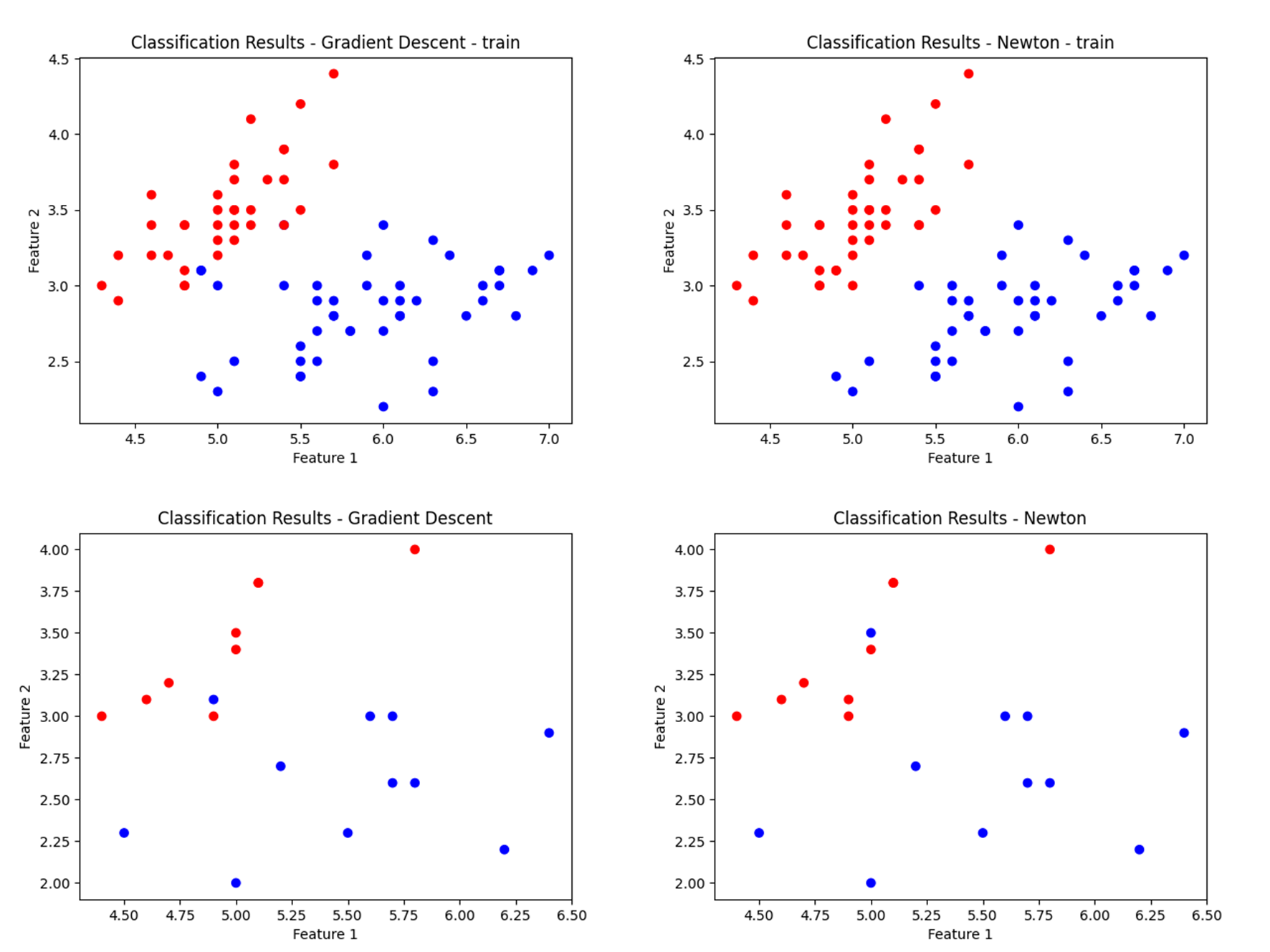 Classification Results - Gradient Descent - train
4.5
4.0
3.5
3.0
2.5
Feature 2
4.5 5.0 5.5 6.0 6.5 7.0
Feature 1
Classification Results - Newton - train
4.5
4.0
3.5
3.0
2.5
Feature 2
4.5 5.0 5.5 6.0 6.5 7.0
Feature 1
Classification Results - Gradient Descent
4.00
3.75
3.50
3.25
3.00
2.75
2.50
2.25
2.00
Feature 2
4.50 4.75 5.00 5.25 5.50 5.75 6.00 6.25 6.50
Feature 1
Classification Results - Newton
4.00
3.75
3.50
3.25
3.00
2.75
2.50
2.25
2.00
Feature 2
4.50 4.75 5.00 5.25 5.50 5.75 6.00 6.25 6.50
Feature 1